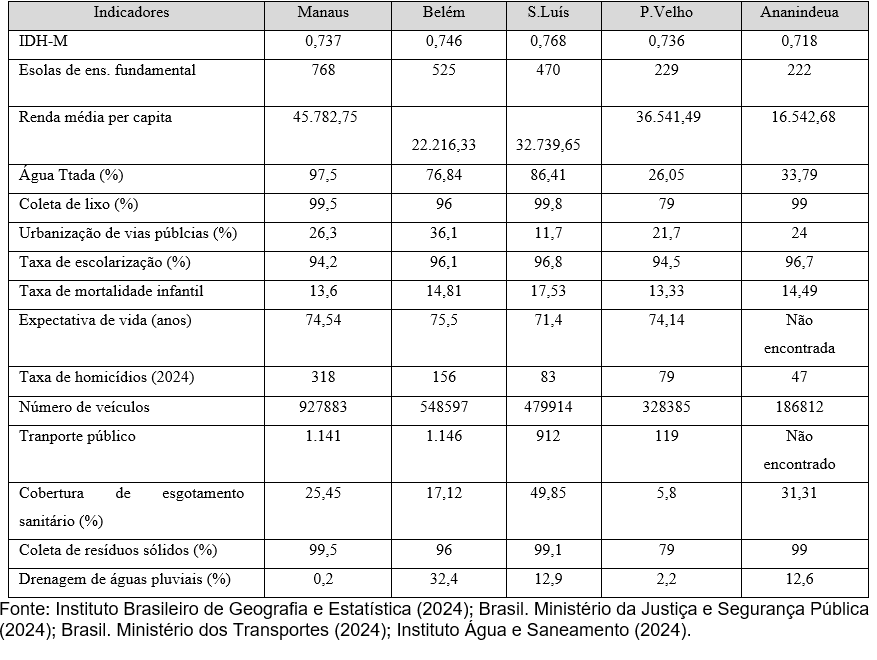 Indicadores Manaus Belém S.Luís P.Velho Ananindeua
IDH-M 0,737 0,746 0,768 0,736 0,718
Esolas de ens. fundamental 768 525 470 229 222
Renda média per capita 45.782,75 22.216,33 32.739,65 36.541,49 16.542,68
Água Ttada (%) 97,5 76,84 86,41 26,05 33,79
Coleta de lixo (%) 99,5 96 99,8 79 99
Urbanização de vias públcias (%) 26,3 36,1 11,7 21,7 24
Taxa de escolarização (%) 94,2 96,1 96,8 94,5 96,7
Taxa de mortalidade infantil 13,6 14,81 17,53 13,33 14,49
Expectativa de vida (anos) 74,54 75,5 71,4 74,14 Não
encontrada
Taxa de homicídios (2024) 318 156 83 79 47
Número de veículos 927883 548597 479914 328385 186812
Tranporte público 1.141 1.146 912 119 Não
encontrado
Cobertura de esgotamento 25,45 17,12 49,85 5,8 31,31
sanitário (%)
Coleta de resíduos sólidos (%) 99,5 96 99,1 79 99
Drenagem de águas pluviais (%) 0,2 32,4 12,9 2,2 12,6
Fonte: Instituto Brasileiro de Geografia e Estatística (2024); Brasil. Ministério da Justiça e Segurança Pública
(2024); Brasil. Ministério dos Transportes (2024); Instituto Água e Saneamento (2024).